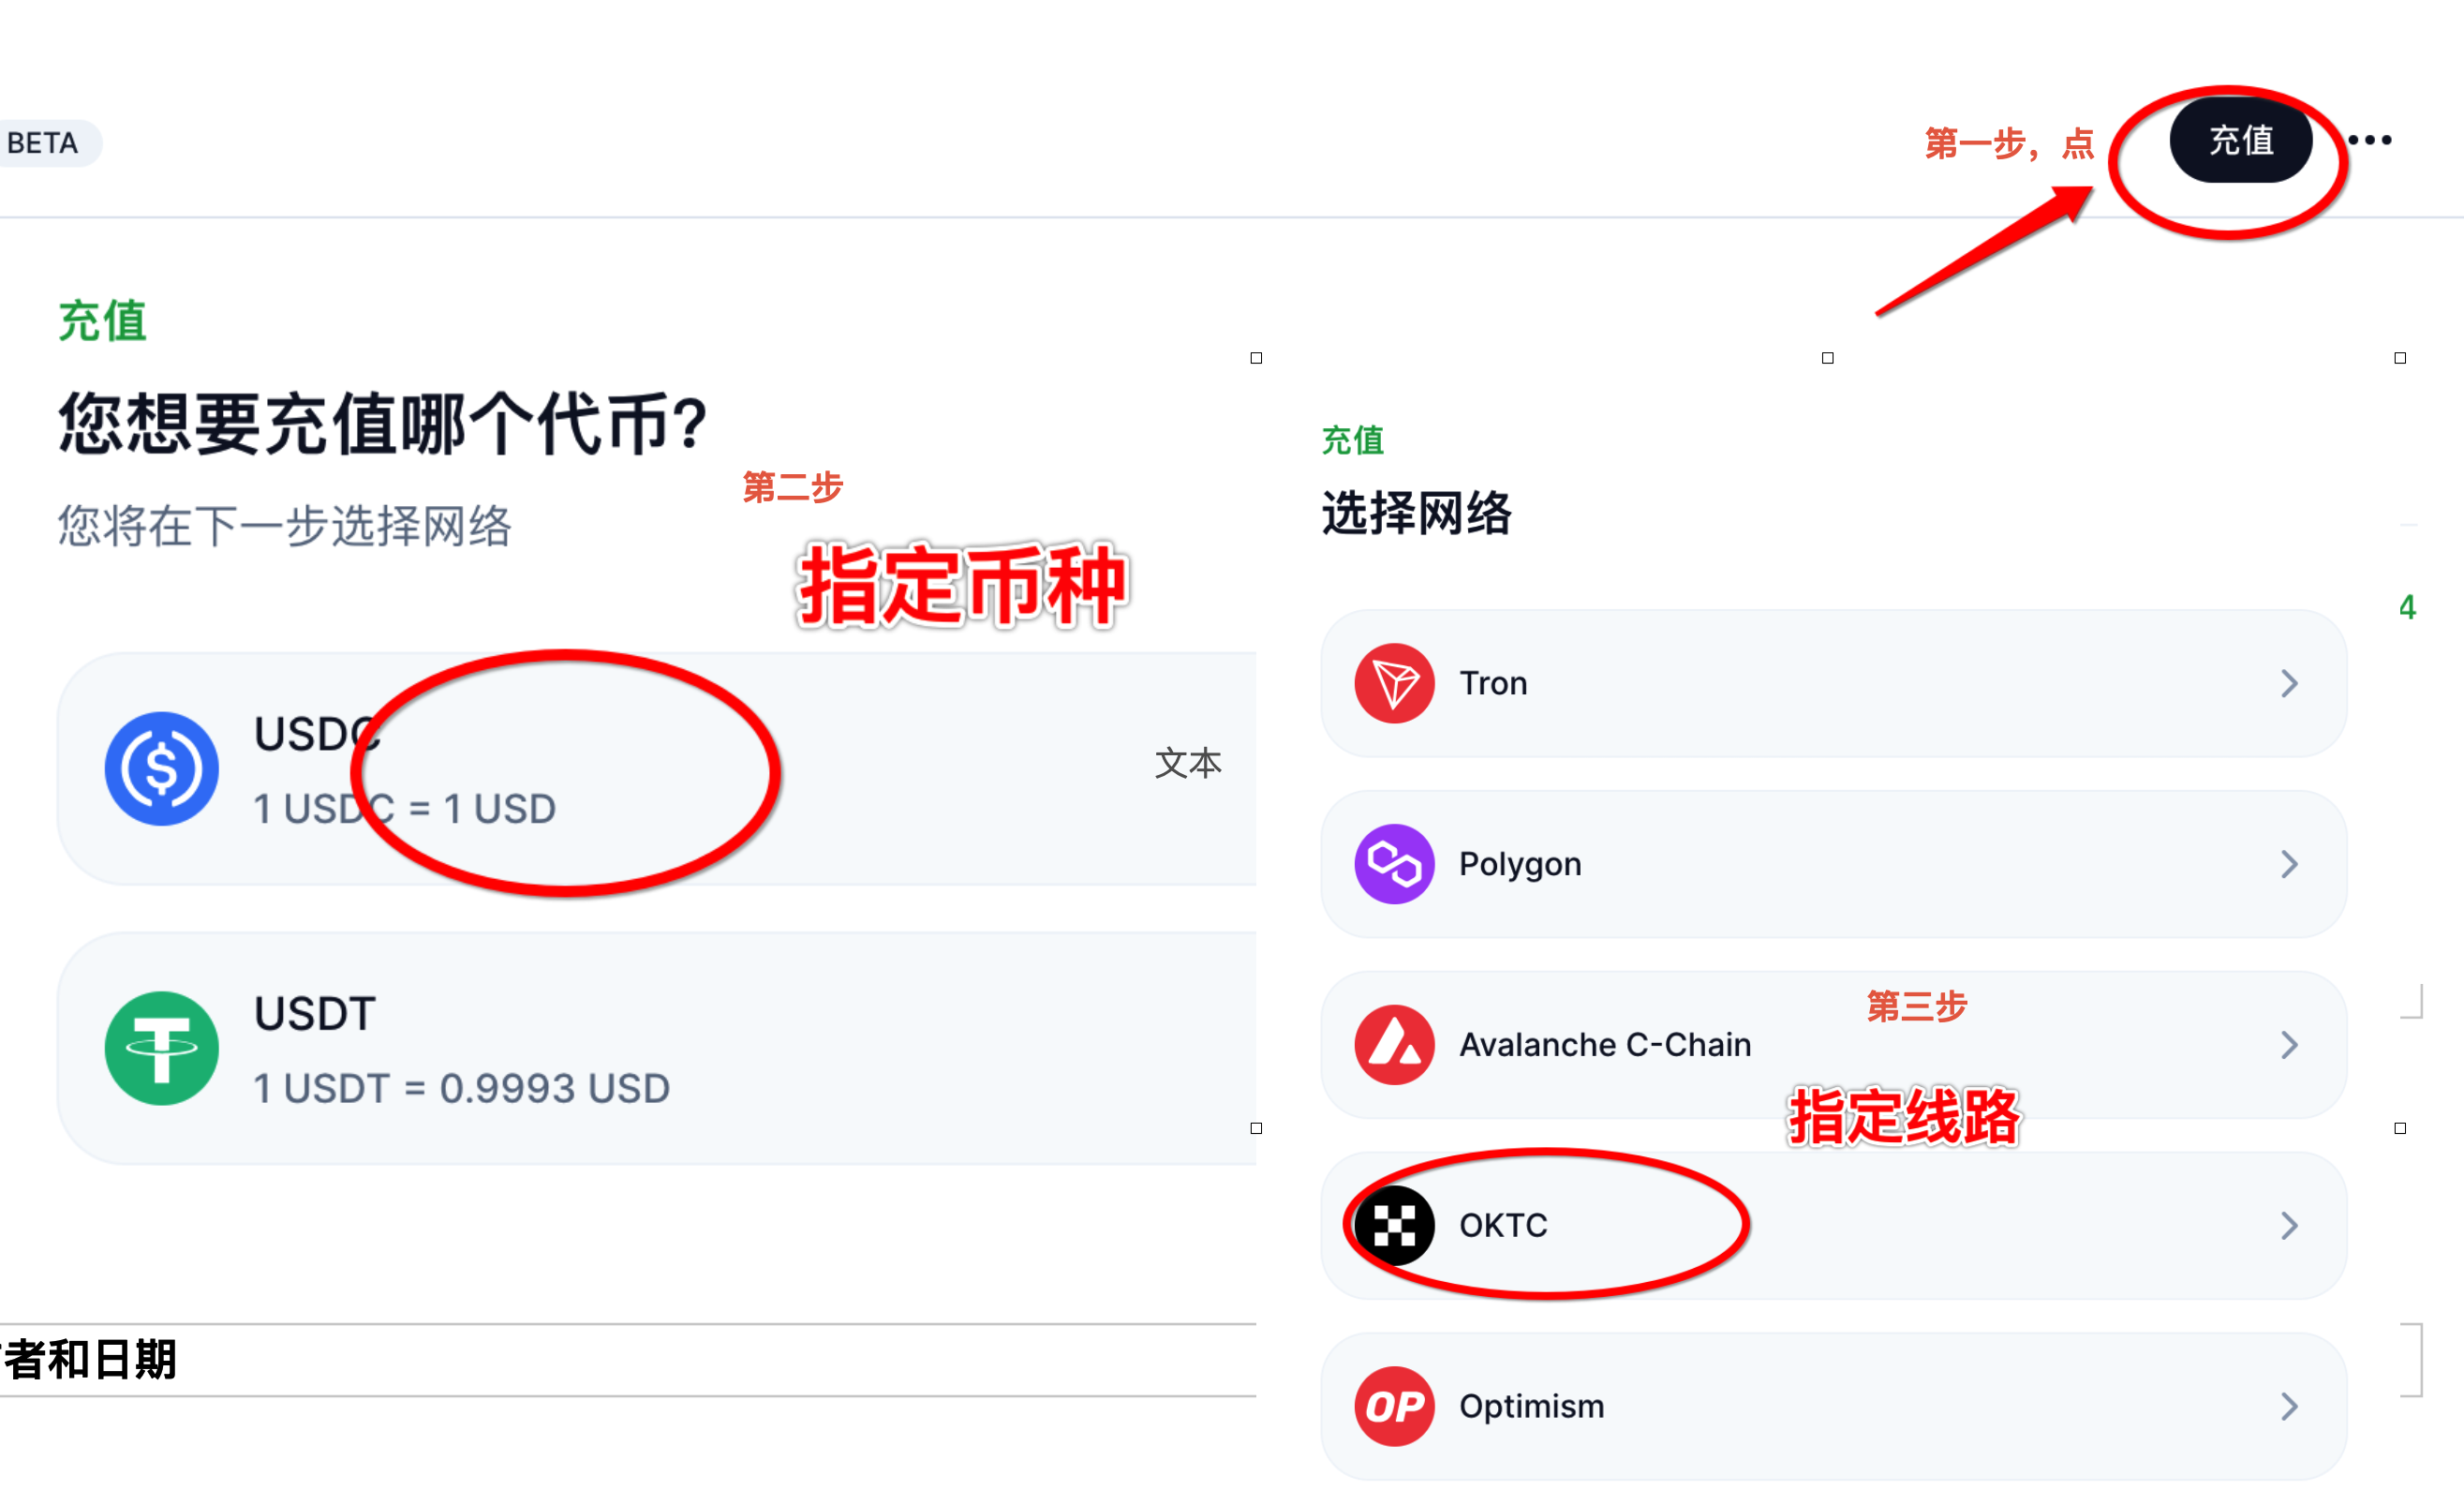 BETA
第一步，点
充值
充值
您想要充值哪个代币?
您将在下一步选择网络
第二步
指定币种
USDC
1 USDC = 1 USD
文本
USDT
1 USDT = 0.9993 USD
者和日期
充值
选择网络
4
Tron
Polygon
Avalanche C-Chain
第三步
指定线路
OKTC
OP
Optimism